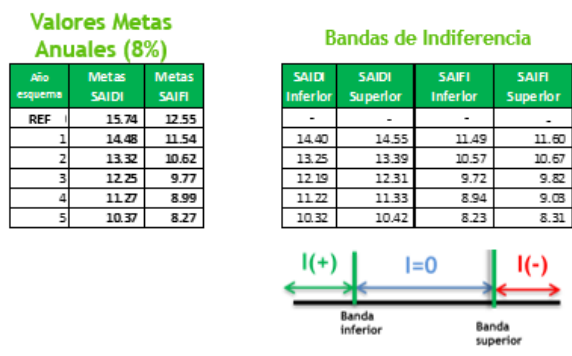 Valores Metas
Anuales (8%)
Año esquema Metas SAIDI Metas SAIFI
REF 15.74 12.55
1 14.48 11.54
2 13.32 10.62
3 12.25 9.77
4 11.27 8.99
5 10.37 8.27
Bandas de Indiferencia
SAIDI Inferior SAIDI Superior SAIFI Inferior SAIFI Superior
- - - -
14.40 14.55 11.49 11.60
13.25 13.39 10.57 10.67
12.19 12.31 9.72 9.82
11.22 11.33 8.94 9.03
10.32 10.42 8.23 8.31
I(+) I=0 I(-)
Banda
inferior
Banda
superior